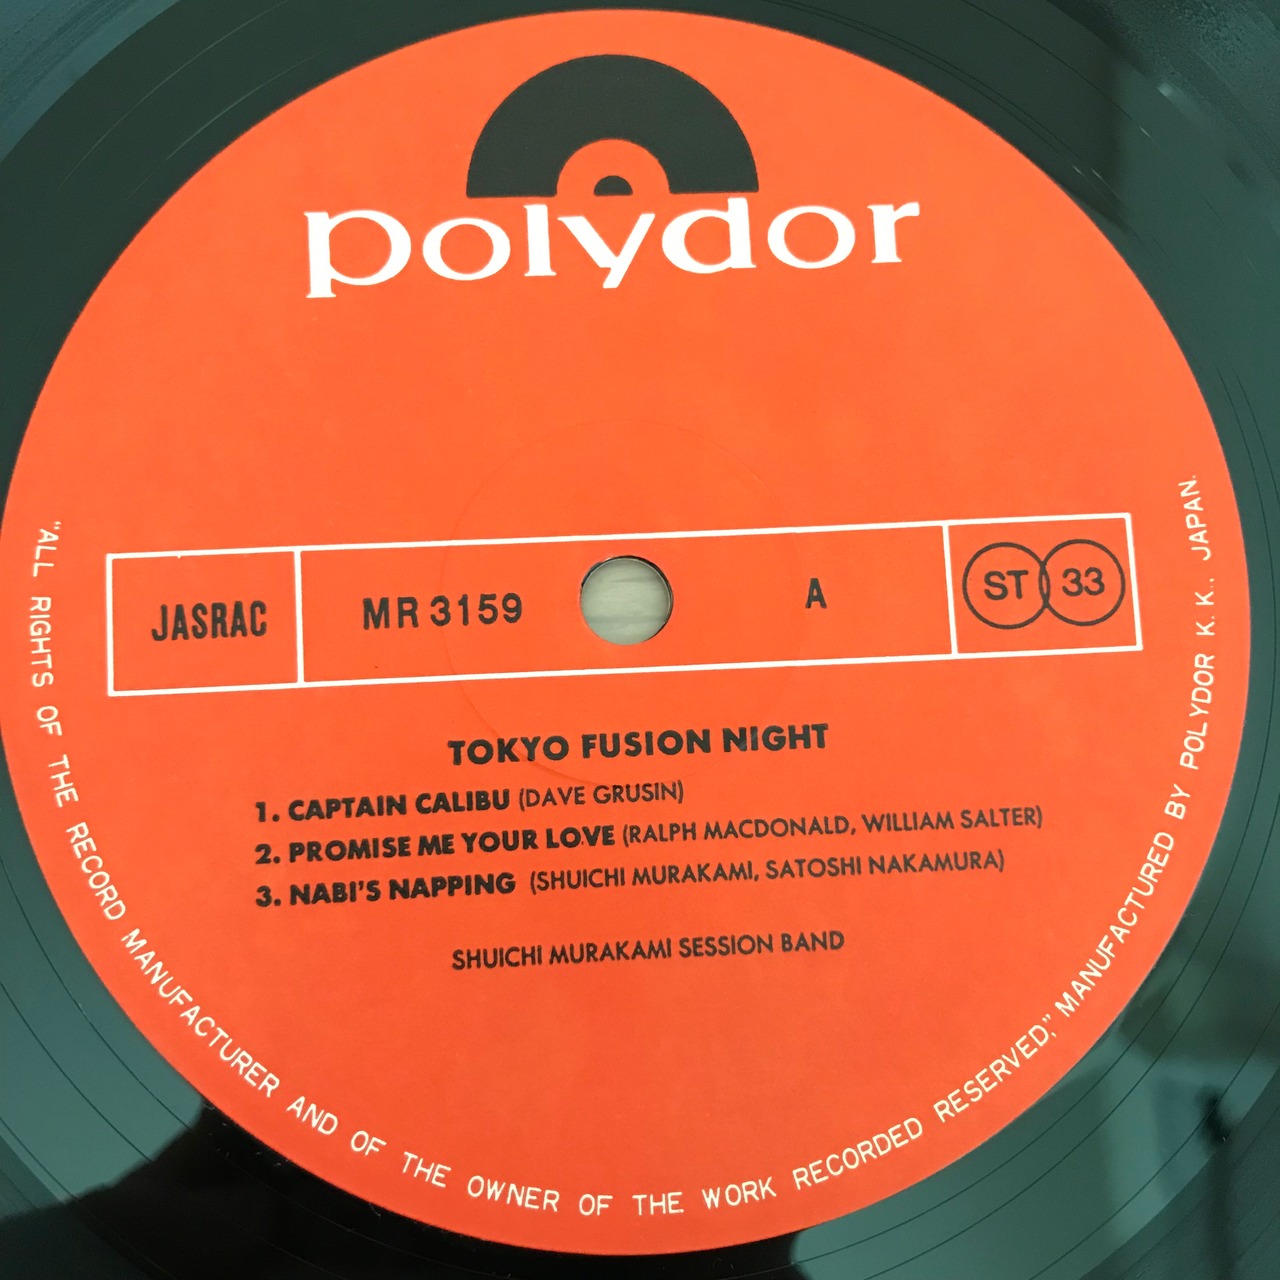 polydor
JASRAC
MR 3159
A
ST 33
TOKYO FUSION NIGHT
1. CAPTAIN CALIBU (DAVE GRUSIN)
2. PROMISE ME YOUR LOVE (RALPH MACDONALD, WILLIAM SALTER)
3. NABI'S NAPPING (SHUICHI MURAKAMI, SATOSHI NAKAMURA)
SHUICHI MURAKAMI SESSION BAND
"ALL RIGHTS OF THE RECORD MANUFACTURER AND OF THE OWNER OF THE WORK RECORDED RESERVED," MANUFACTURED BY POLYDOR K.K., JAPAN.